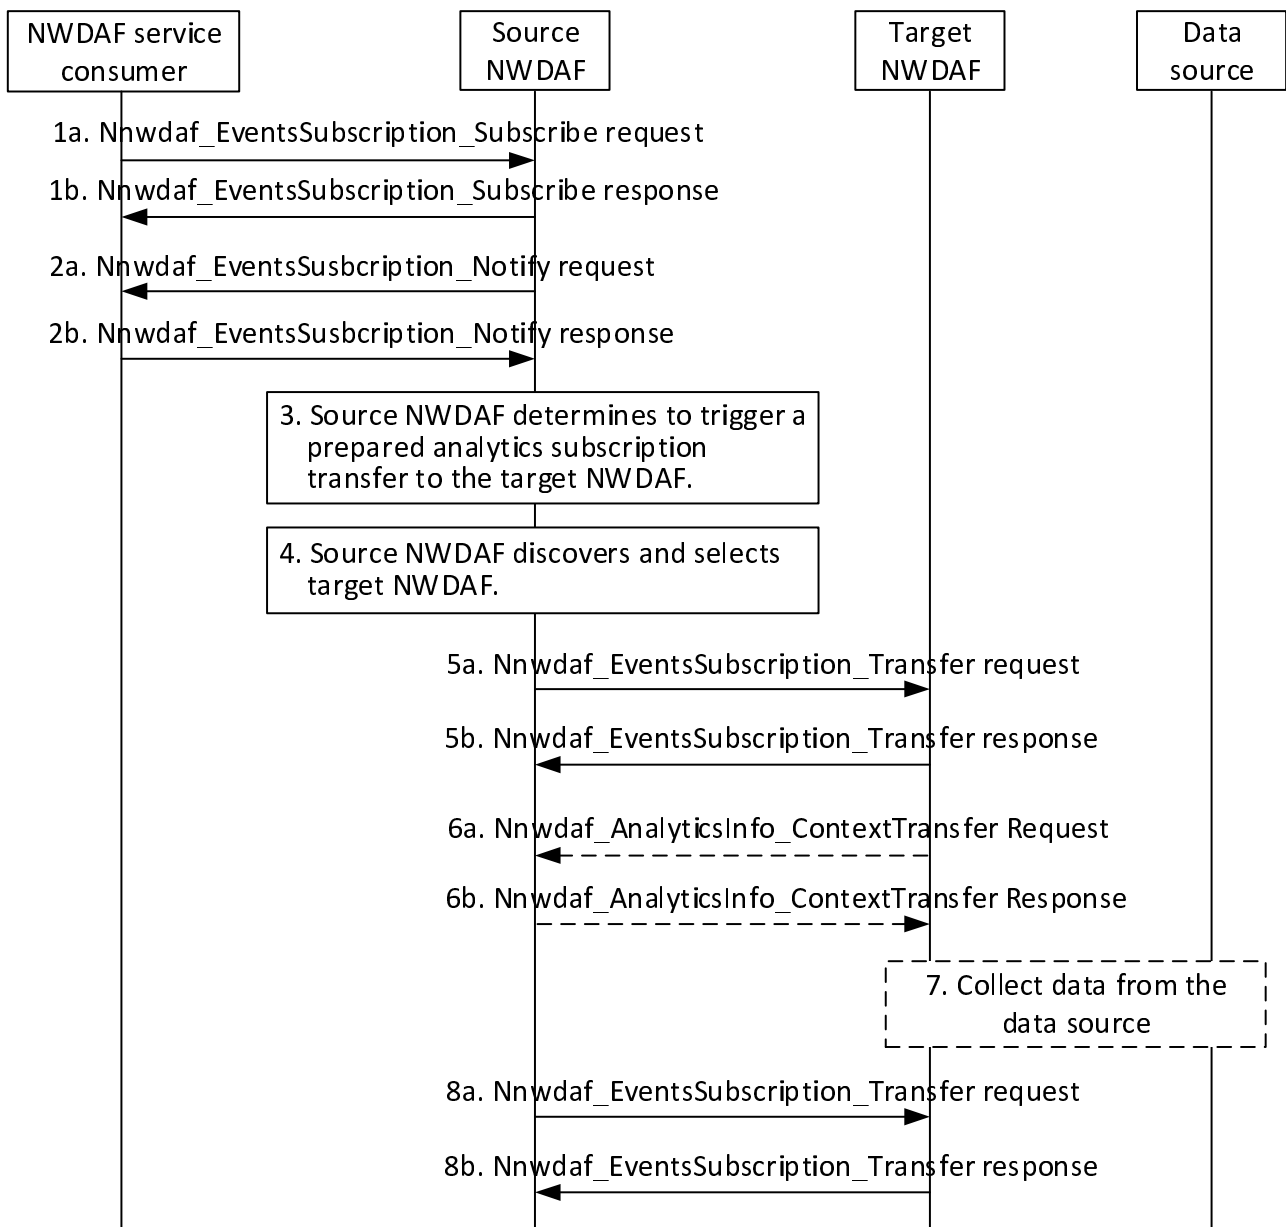 NWDAF service
consumer
Source
NWDAF
Target
NWDAF
Data
source
1a. Nnwdaf_EventsSubscription_Subscribe request
1b. Nnwdaf_EventsSubscription_Subscribe response
2a. Nnwdaf_EventsSusbcription_Notify request
2b. Nnwdaf_EventsSusbcription_Notify response
3. Source NWDAF determines to trigger a
prepared analytics subscription
transfer to the target NWDAF.
4. Source NWDAF discovers and selects
target NWDAF.
5a. Nnwdaf_EventsSubscription_Transfer request
5b. Nnwdaf_EventsSubscription_Transfer response
6a. Nnwdaf_AnalyticsInfo_ContextTransfer Request
6b. Nnwdaf_AnalyticsInfo_ContextTransfer Response
7. Collect data from the
data source
8a. Nnwdaf_EventsSubscription_Transfer request
8b. Nnwdaf_EventsSubscription_Transfer response